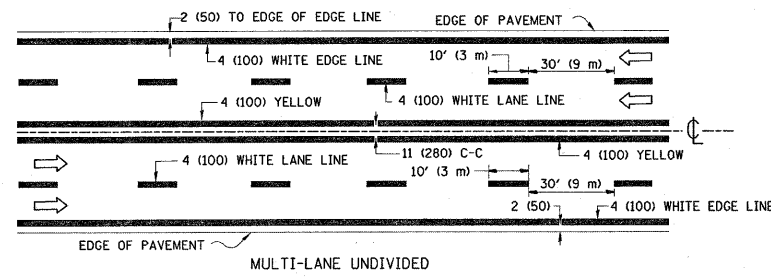 2 (50) TO EDGE OF EDGE LINE
EDGE OF PAVEMENT
4 (100) WHITE EDGE LINE
10' (3 m)
30' (9 m)
4 (100) YELLOW
4 (100) WHITE LANE LINE
CL
4 (100) WHITE LANE LINE
11 (280) C-C
4 (100) YELLOW
10' (3 m)
30' (9 m)
2 (50)
4 (100) WHITE EDGE LINE
EDGE OF PAVEMENT
MULTI-LANE UNDIVIDED